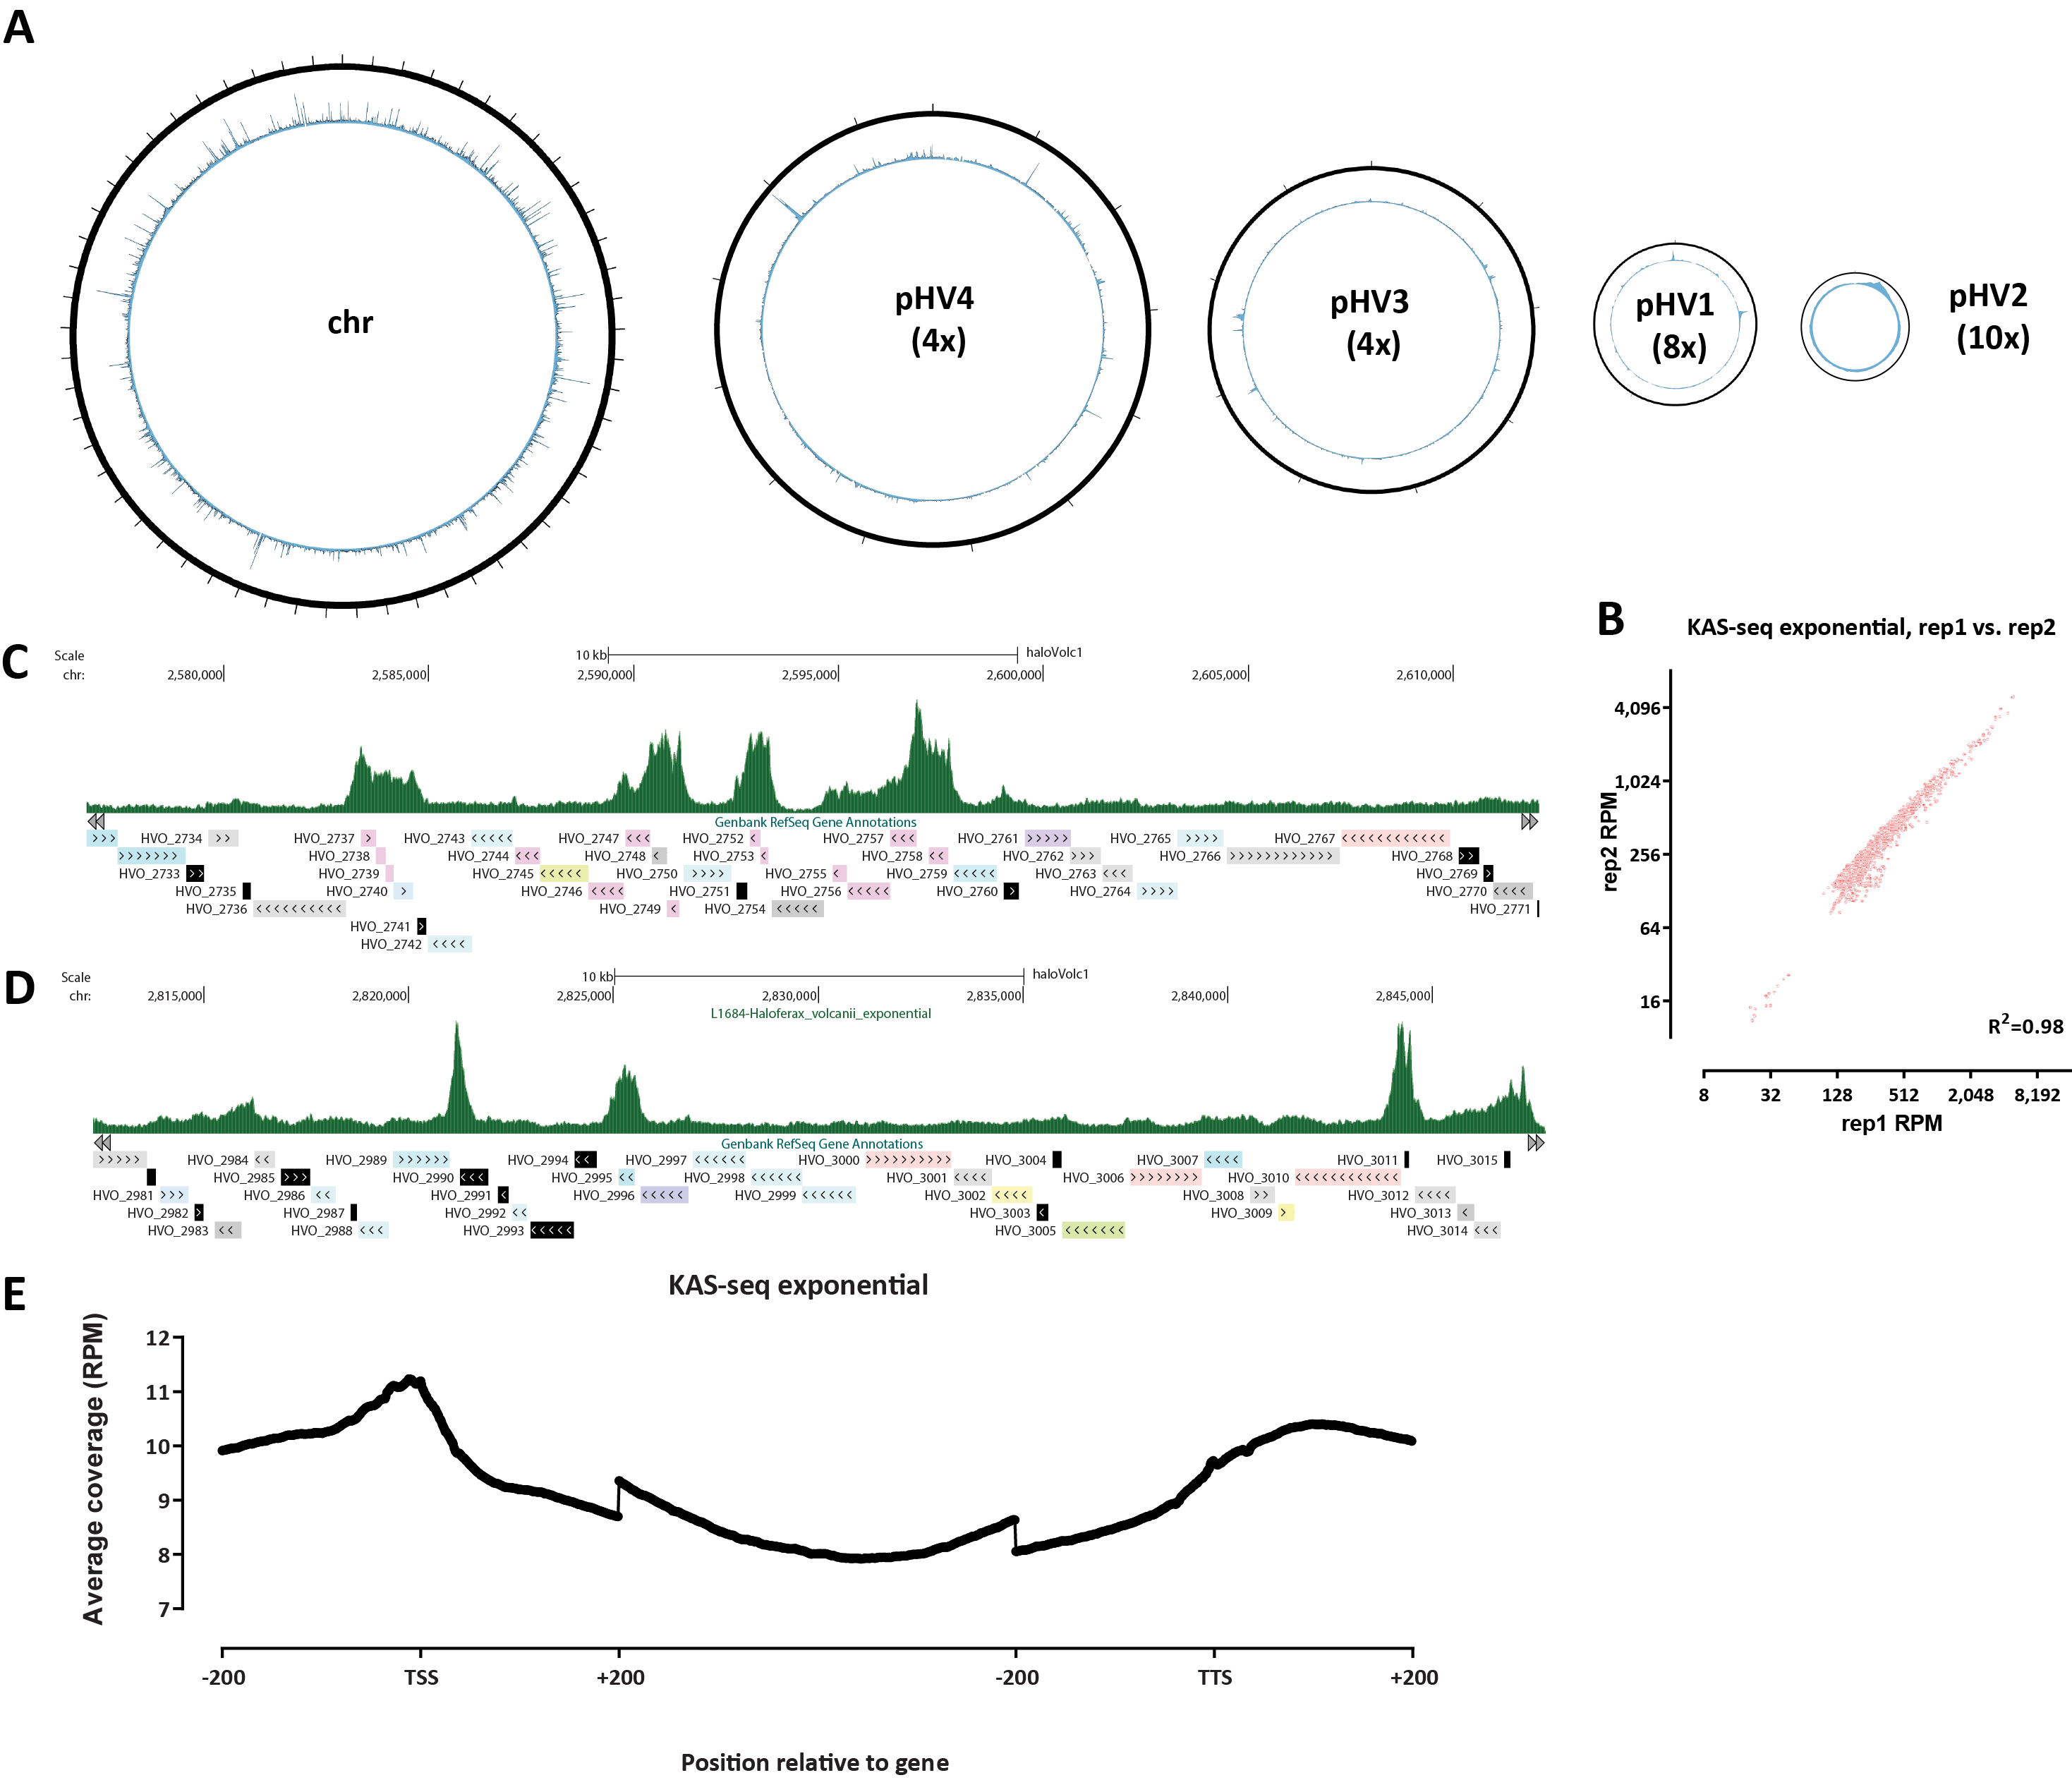 A
chr
pHV4
(4x)
pHV3
(4x)
pHV1
(8x)
pHV2
(10x)
B
KAS-seq exponential, rep1 vs. rep2
rep2 RPM
4,096
1,024
256
64
16
R2=0.98
8 32 128 512 2,048 8,192
rep1 RPM
C
Scale 10 kb haloVolc1
chr: 2,580,000 2,585,000 2,590,000 2,595,000 2,600,000 2,605,000 2,610,000
Genbank RefSeq Gene Annotations
HVO_2734 HVO_2737 HVO_2743 HVO_2747 HVO_2752 HVO_2757 HVO_2761 HVO_2765 HVO_2767
HVO_2738 HVO_2744 HVO_2748 HVO_2753 HVO_2758 HVO_2762 HVO_2766 HVO_2768
HVO_2733 HVO_2739 HVO_2745 HVO_2750 HVO_2755 HVO_2759 HVO_2763 HVO_2769
HVO_2735 HVO_2740 HVO_2746 HVO_2751 HVO_2756 HVO_2760 HVO_2764 HVO_2770
HVO_2736 HVO_2749 HVO_2754 HVO_2771
HVO_2741
HVO_2742
D
Scale 10 kb haloVolc1
chr: 2,815,000 2,820,000 2,825,000 2,830,000 2,835,000 2,840,000 2,845,000
L1684-Haloferax_volcanii_exponential
Genbank RefSeq Gene Annotations
HVO_2984 HVO_2989 HVO_2994 HVO_2997 HVO_3000 HVO_3004 HVO_3007 HVO_3011 HVO_3015
HVO_2985 HVO_2990 HVO_2995 HVO_2998 HVO_3001 HVO_3006 HVO_3010
HVO_2981 HVO_2986 HVO_2991 HVO_2996 HVO_2999 HVO_3002 HVO_3008 HVO_3012
HVO_2982 HVO_2987 HVO_2992 HVO_3003 HVO_3009 HVO_3013
HVO_2983 HVO_2988 HVO_2993 HVO_3005 HVO_3014
E
KAS-seq exponential
Average coverage (RPM)
12
11
10
9
8
7
-200 TSS +200 -200 TTS +200
Position relative to gene